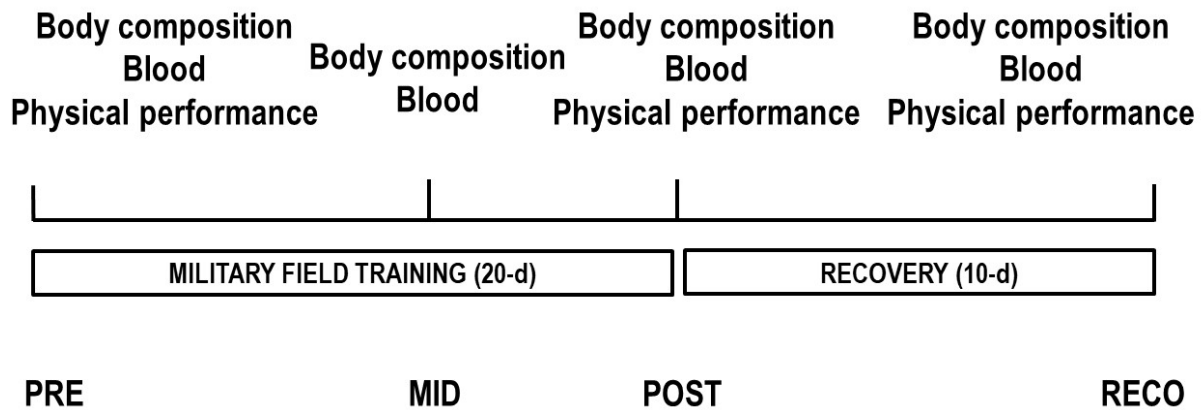 Body composition
Blood
Physical performance
Body composition
Blood
Body composition
Blood
Physical performance
Body composition
Blood
Physical performance
MILITARY FIELD TRAINING (20-d)
RECOVERY (10-d)
PRE
MID
POST
RECO